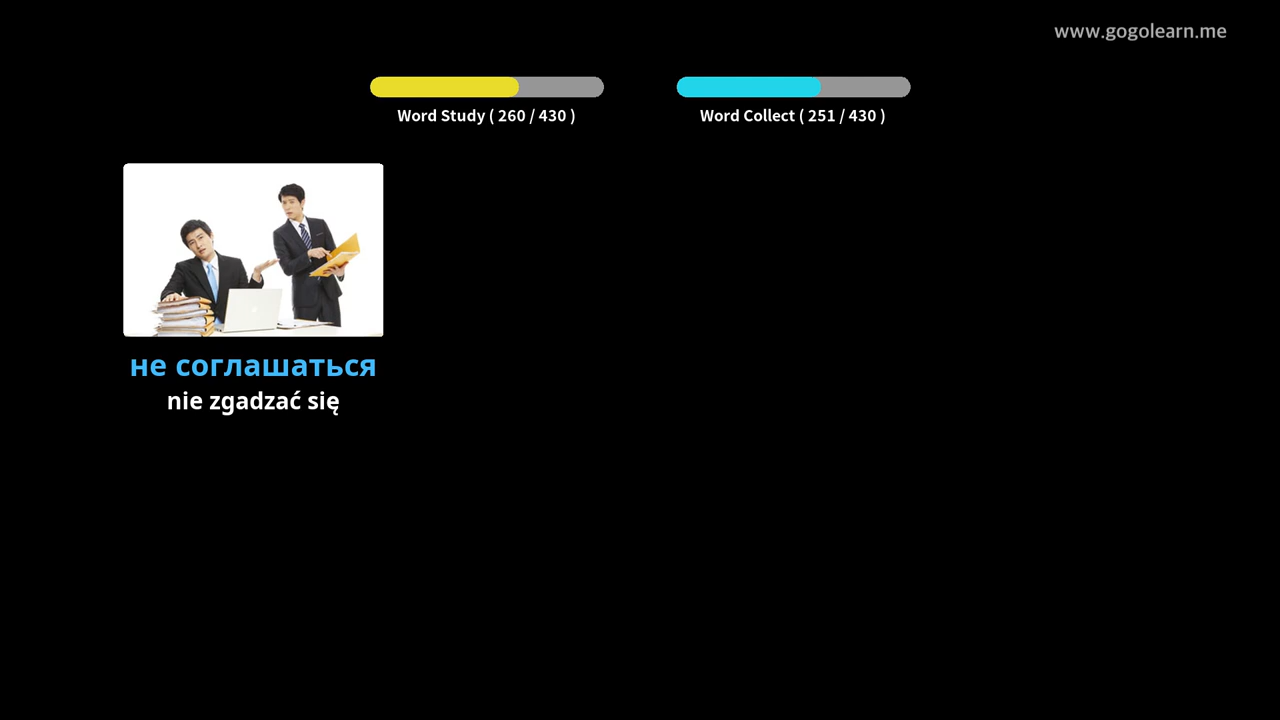 www.gogolearn.me
Word Study ( 260 / 430 )
Word Collect ( 251 / 430 )
не соглашаться
nie zgadzać się